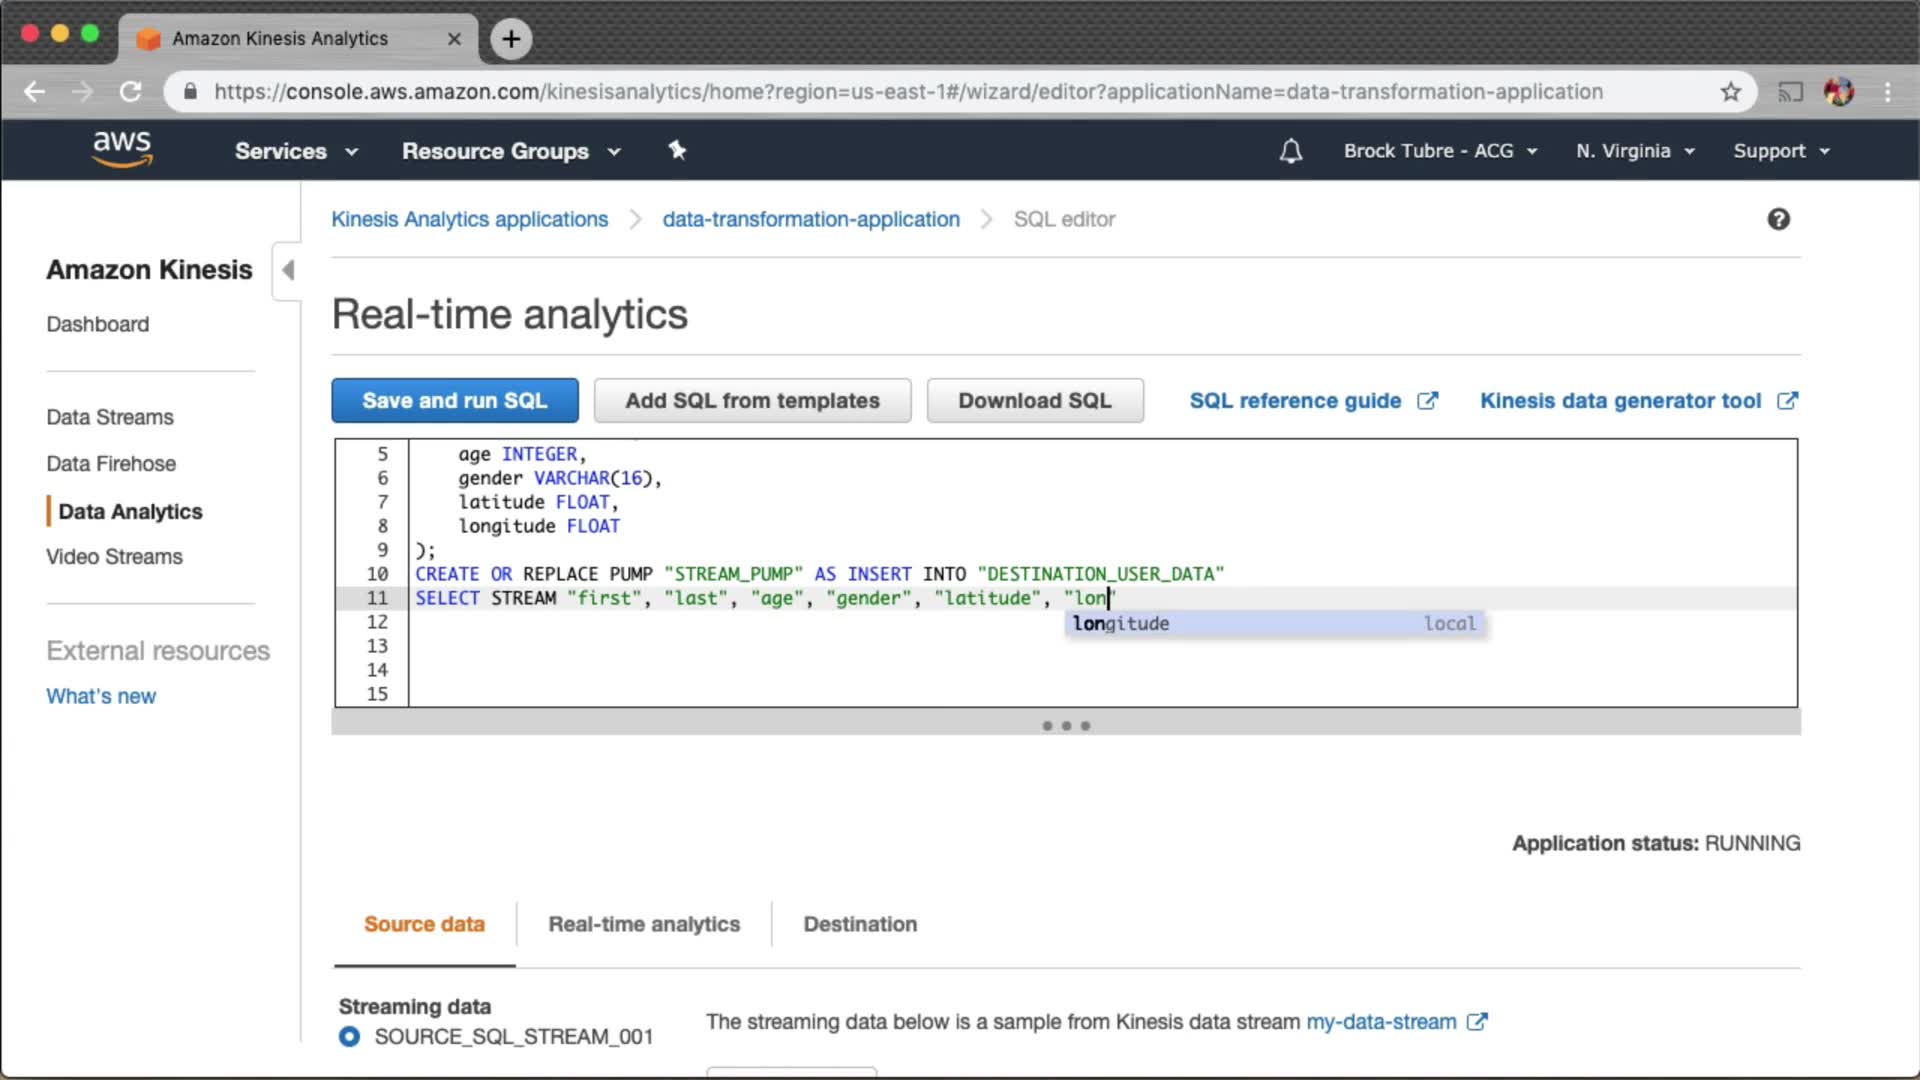 Amazon Kinesis Analytics
https://console.aws.amazon.com/kinesisanalytics/home?region=us-east-1#/wizard/editor?applicationName=data-transformation-application
aws
Services
Resource Groups
Brock Tubre - ACG
N. Virginia
Support
Kinesis Analytics applications
data-transformation-application
SQL editor
Amazon Kinesis
Dashboard
Data Streams
Data Firehose
Data Analytics
Video Streams
External resources
What's new
Real-time analytics
Save and run SQL
Add SQL from templates
Download SQL
SQL reference guide
Kinesis data generator tool
5 age INTEGER,
6 gender VARCHAR(16),
7 latitude FLOAT,
8 longitude FLOAT
9 );
10 CREATE OR REPLACE PUMP "STREAM_PUMP" AS INSERT INTO "DESTINATION_USER_DATA"
11 SELECT STREAM "first", "last", "age", "gender", "latitude", "lon"
12 longitude local
13
14
15
Application status: RUNNING
Source data
Real-time analytics
Destination
Streaming data
SOURCE_SQL_STREAM_001
The streaming data below is a sample from Kinesis data stream my-data-stream